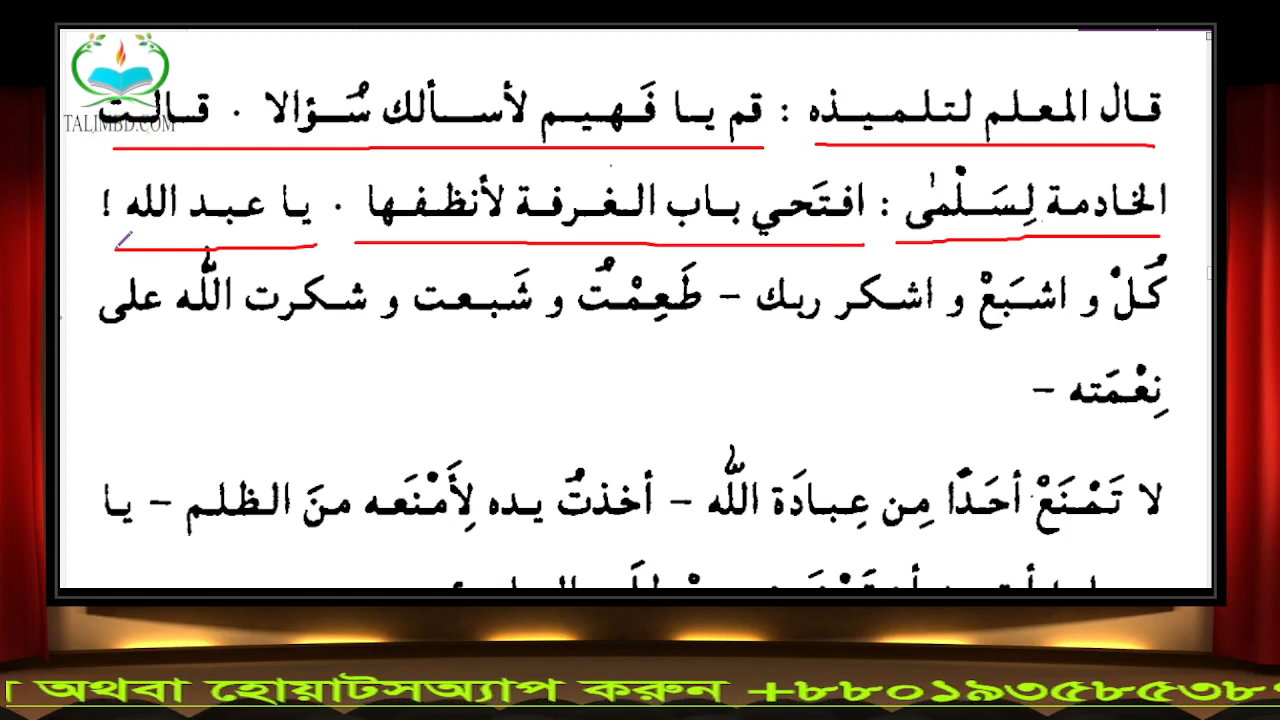 TALIMBD.COM
قال المعلم لتلميذه : قم يا فَهيم لأسألك سُؤالا . قالت
الخادمة لِسَلْمىٰ : افتَحي باب الغرفة لأنظفها . يا عبد الله !
كُلْ و اشبَعْ و اشكر ربك – طَعِمْتُ و شَبعت و شكرت اللّٰه على
نِعْمَته –
لا تَمْنَعْ أحَدًا مِن عِبادَة اللّٰه – أخذتُ يده لِأَمْنَعَه منَ الظلم – يا
অথবা হোয়াটসঅ্যাপ করুন +৮৮০১৯৩৫৮৫৩৮